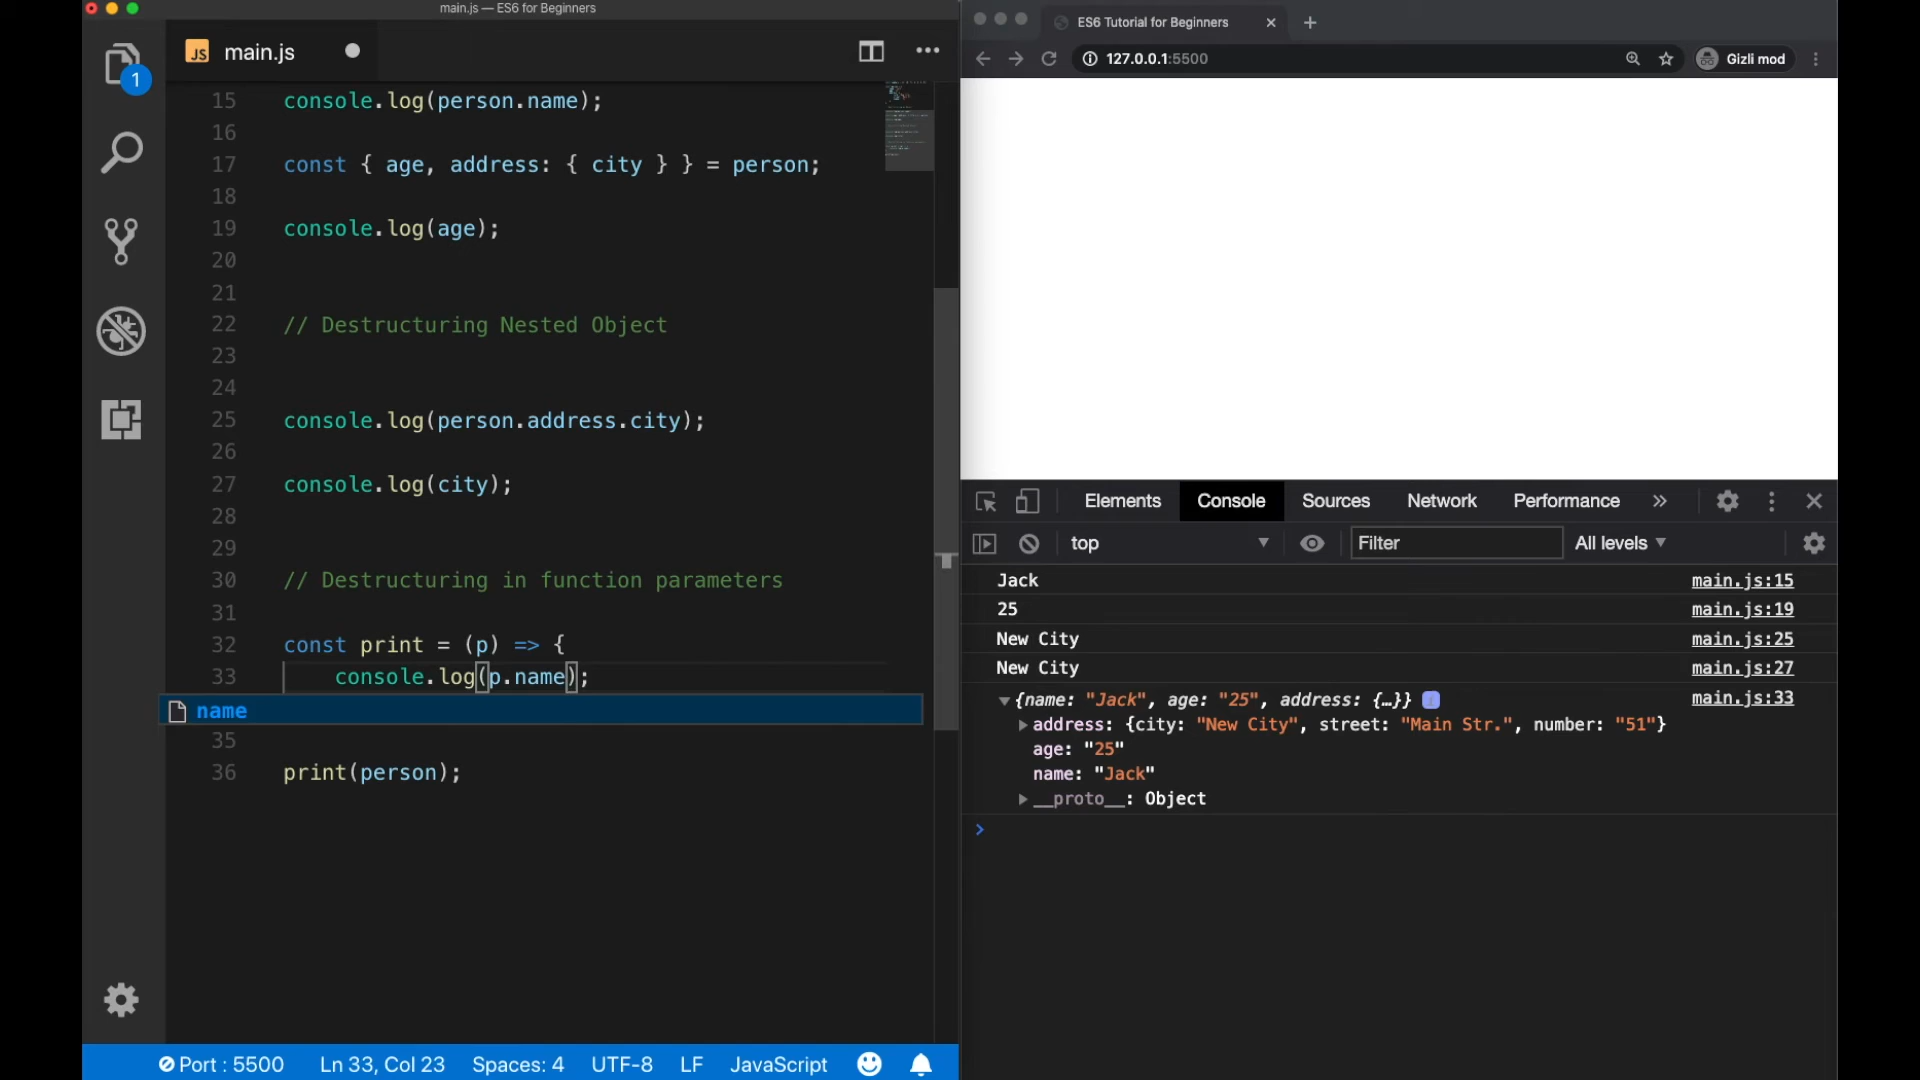 main.js — ES6 for Beginners
1
JS main.js
15 console.log(person.name);
16
17 const { age, address: { city } } = person;
18
19 console.log(age);
20
21
22 // Destructuring Nested Object
23
24
25 console.log(person.address.city);
26
27 console.log(city);
28
29
30 // Destructuring in function parameters
31
32 const print = (p) => {
33 console.log(p.name);
name
35
36 print(person);
Port : 5500 Ln 33, Col 23 Spaces: 4 UTF-8 LF JavaScript
ES6 Tutorial for Beginners
127.0.0.1:5500 Gizli mod
Elements Console Sources Network Performance »
top Filter All levels
Jack main.js:15
25 main.js:19
New City main.js:25
New City main.js:27
{name: "Jack", age: "25", address: {…}} i main.js:33
address: {city: "New City", street: "Main Str.", number: "51"}
age: "25"
name: "Jack"
__proto__: Object